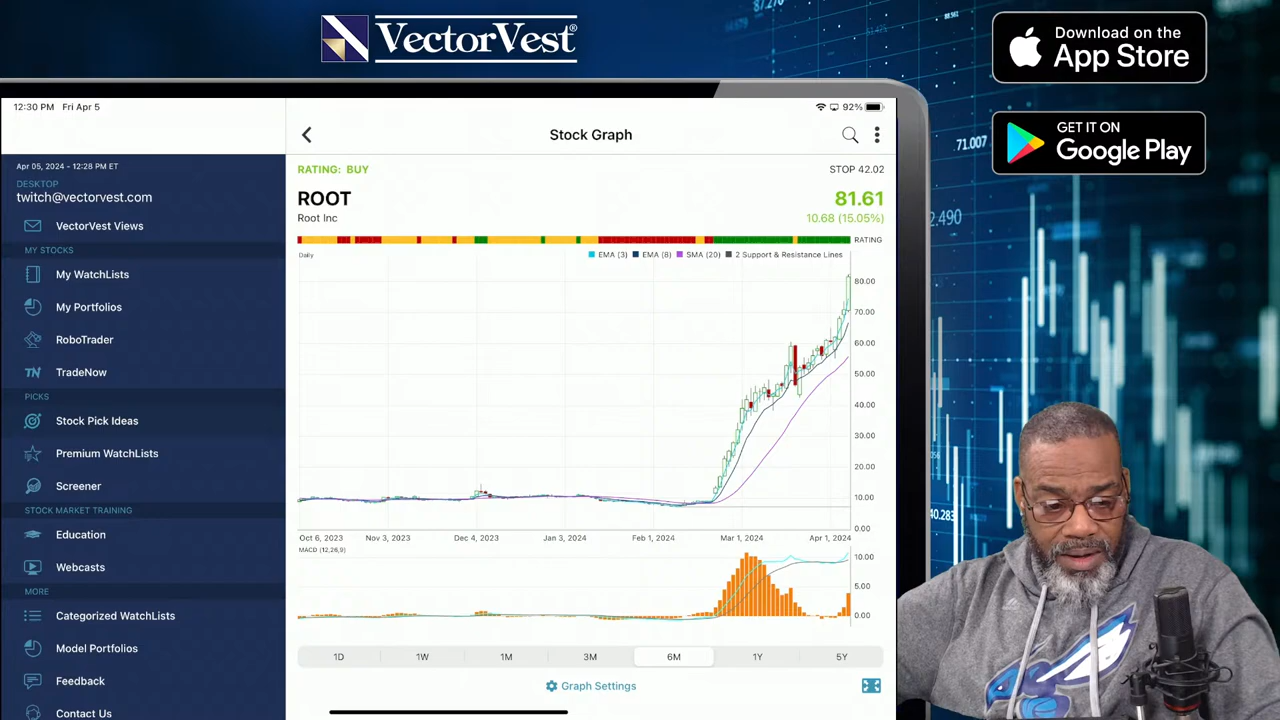 VectorVest®
Download on the
App Store
GET IT ON
Google Play
12:30 PM Fri Apr 5
92%
Stock Graph
Apr 05, 2024 - 12:28 PM ET
DESKTOP
twitch@vectorvest.com
VectorVest Views
MY STOCKS
My WatchLists
My Portfolios
RoboTrader
TN TradeNow
PICKS
Stock Pick Ideas
Premium WatchLists
Screener
STOCK MARKET TRAINING
Education
Webcasts
MORE
Categorized WatchLists
Model Portfolios
Feedback
Contact Us
RATING: BUY
STOP 42.02
ROOT
81.61
Root Inc
10.68 (15.05%)
RATING
Daily
EMA (3) EMA (8) SMA (20) 2 Support & Resistance Lines
80.00
70.00
60.00
50.00
40.00
30.00
20.00
10.00
0.00
Oct 6, 2023 Nov 3, 2023 Dec 4, 2023 Jan 3, 2024 Feb 1, 2024 Mar 1, 2024 Apr 1, 2024
MACD (12,26,9)
10.00
5.00
0.00
1D 1W 1M 3M 6M 1Y 5Y
Graph Settings
71.007
2.490
40.283